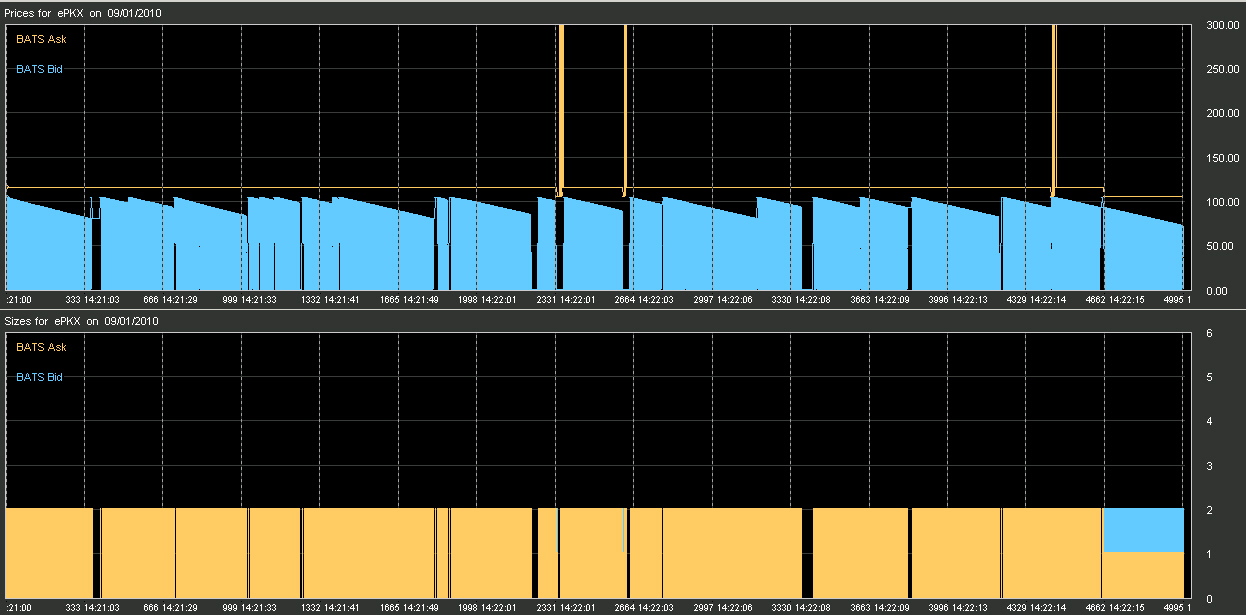 Prices for ePKX on 09/01/2010
BATS Ask
BATS Bid
300.00
250.00
200.00
150.00
100.00
50.00
0.00
:21:00 333 14:21:03 666 14:21:29 999 14:21:33 1332 14:21:41 1665 14:21:49 1998 14:22:01 2331 14:22:01 2664 14:22:03 2997 14:22:06 3330 14:22:08 3663 14:22:09 3996 14:22:13 4329 14:22:14 4662 14:22:15 4995 1
Sizes for ePKX on 09/01/2010
BATS Ask
BATS Bid
6
5
4
3
2
1
0
:21:00 333 14:21:03 666 14:21:29 999 14:21:33 1332 14:21:41 1665 14:21:49 1998 14:22:01 2331 14:22:01 2664 14:22:03 2997 14:22:06 3330 14:22:08 3663 14:22:09 3996 14:22:13 4329 14:22:14 4662 14:22:15 4995 1